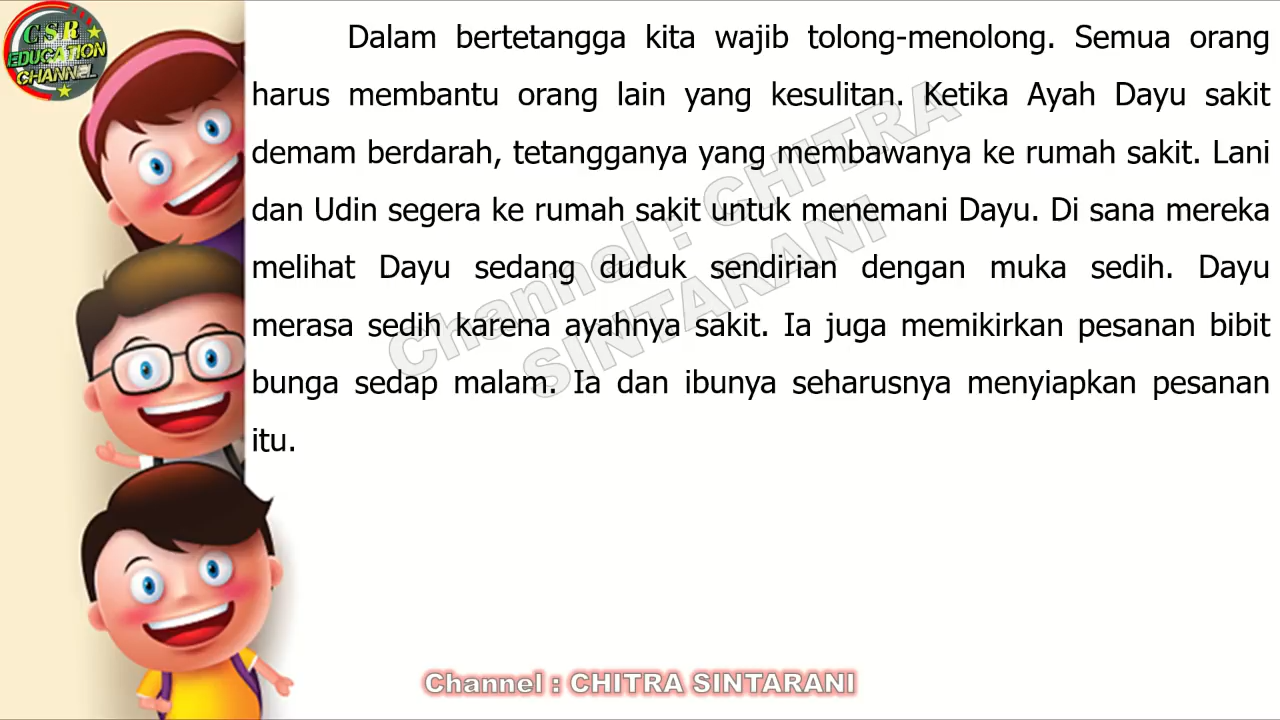 CSR
EDUCATION
CHANNEL
Dalam bertetangga kita wajib tolong-menolong. Semua orang
harus membantu orang lain yang kesulitan. Ketika Ayah Dayu sakit
demam berdarah, tetangganya yang membawanya ke rumah sakit. Lani
dan Udin segera ke rumah sakit untuk menemani Dayu. Di sana mereka
melihat Dayu sedang duduk sendirian dengan muka sedih. Dayu
merasa sedih karena ayahnya sakit. Ia juga memikirkan pesanan bibit
bunga sedap malam. Ia dan ibunya seharusnya menyiapkan pesanan
itu.
Channel : CHITRA
SINTARANI
Channel : CHITRA SINTARANI